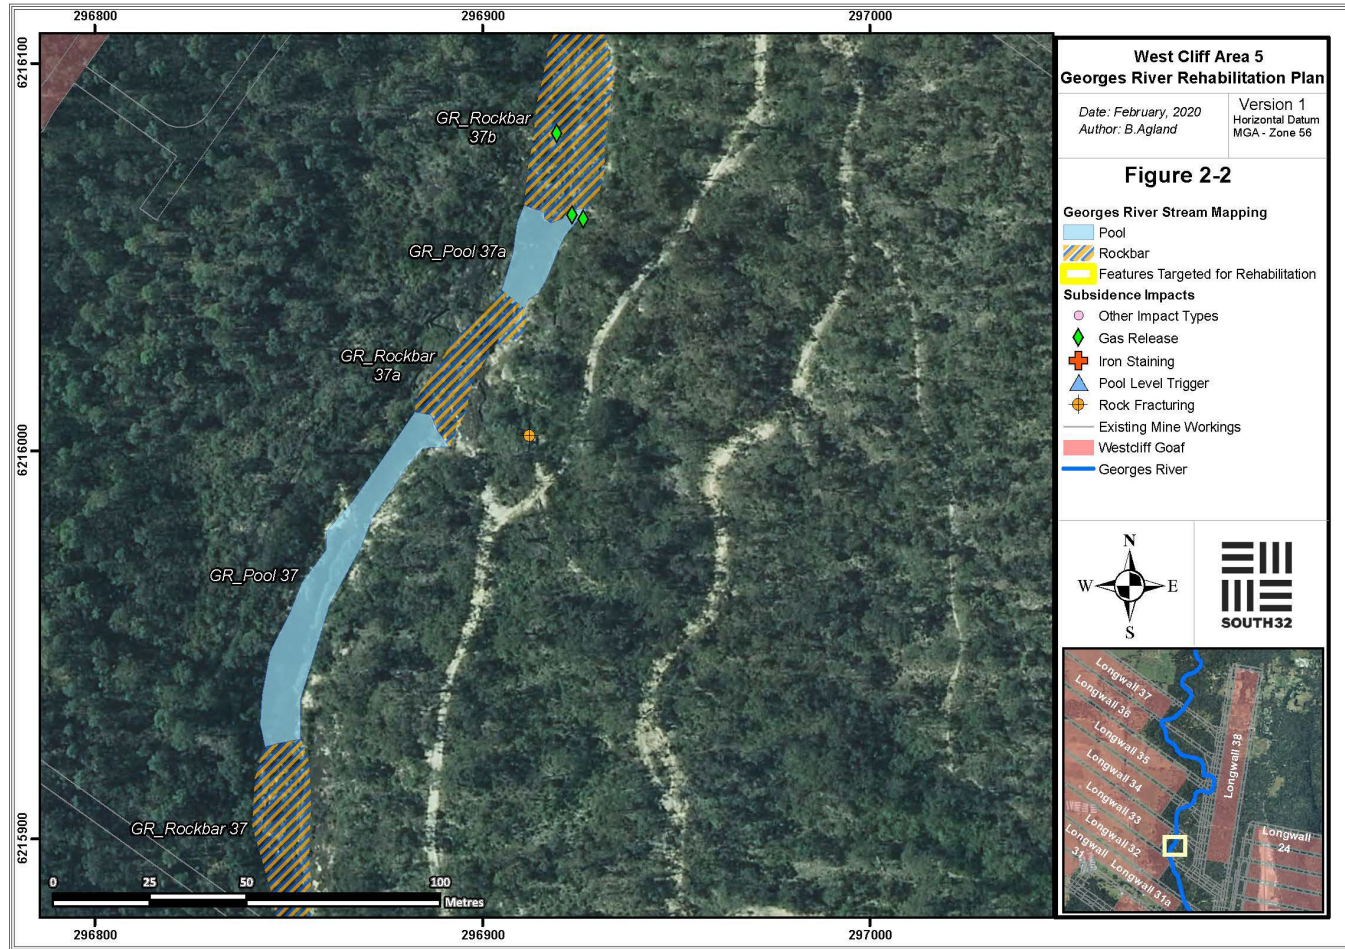 296800
296900
297000
6216100
6216000
6215900
GR_Rockbar
37b
GR_Pool 37a
GR_Rockbar
37a
GR_Pool 37
GR_Rockbar 37
0
25
50
100
Metres
296800
296900
297000
West Cliff Area 5
Georges River Rehabilitation Plan
Date: February, 2020
Author: B.Agland
Version 1
Horizontal Datum
MGA - Zone 56
Figure 2-2
Georges River Stream Mapping
Pool
Rockbar
Features Targeted for Rehabilitation
Subsidence Impacts
Other Impact Types
Gas Release
Iron Staining
Pool Level Trigger
Rock Fracturing
Existing Mine Workings
Westcliff Goaf
Georges River
N
W
E
S
SOUTH32
Longwall 37
Longwall 36
Longwall 35
Longwall 34
Longwall 33
Longwall 32
Longwall
31
Longwall 31a
Longwall 38
Longwall
24